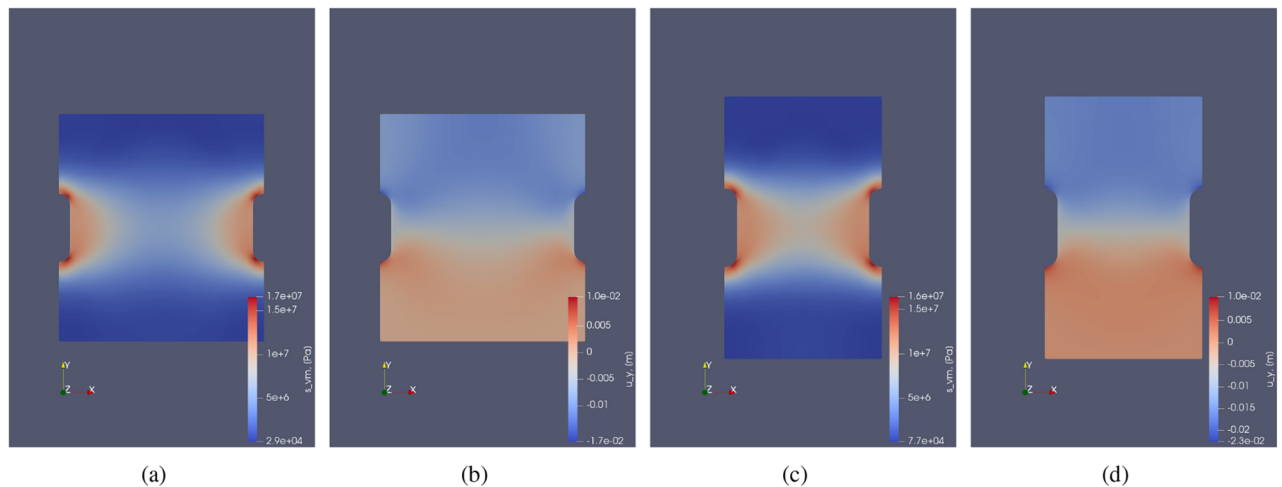 1.7e+07
1.5e+07
1e+7
5e+6
2.9e+04
s_vm, (Pa)
Y
Z
X
(a)
1.0e-02
0.005
0
-0.005
-0.01
-1.7e-02
u_y, (m)
Y
Z
X
(b)
1.6e+07
1.5e+07
1e+7
5e+6
7.7e+04
s_vm, (Pa)
Y
Z
X
(c)
1.0e-02
0.005
0
-0.005
-0.01
-0.015
-0.02
-2.3e-02
u_y, (m)
Y
Z
X
(d)